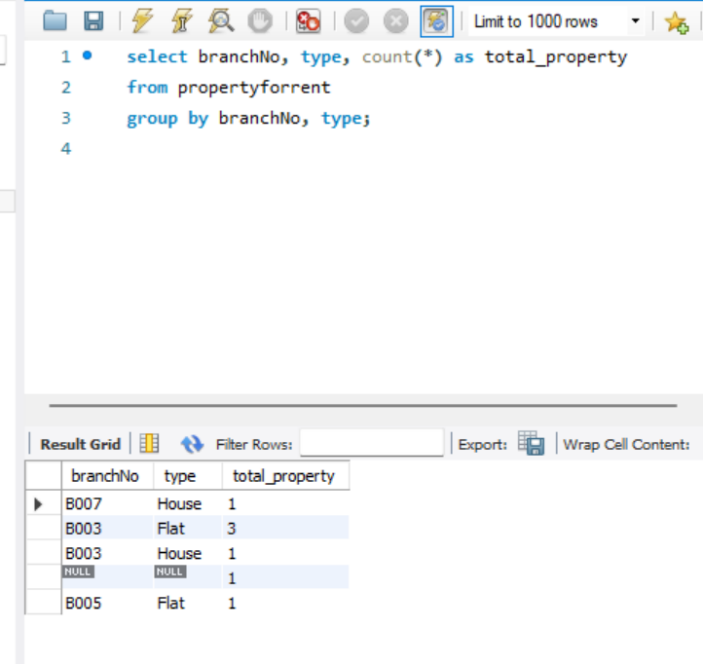 Limit to 1000 rows
1 select branchNo, type, count(*) as total_property
2 from propertyforrent
3 group by branchNo, type;
4
Result Grid Filter Rows: Export: Wrap Cell Content:
branchNo type total_property
B007 House 1
B003 Flat 3
B003 House 1
NULL NULL 1
B005 Flat 1